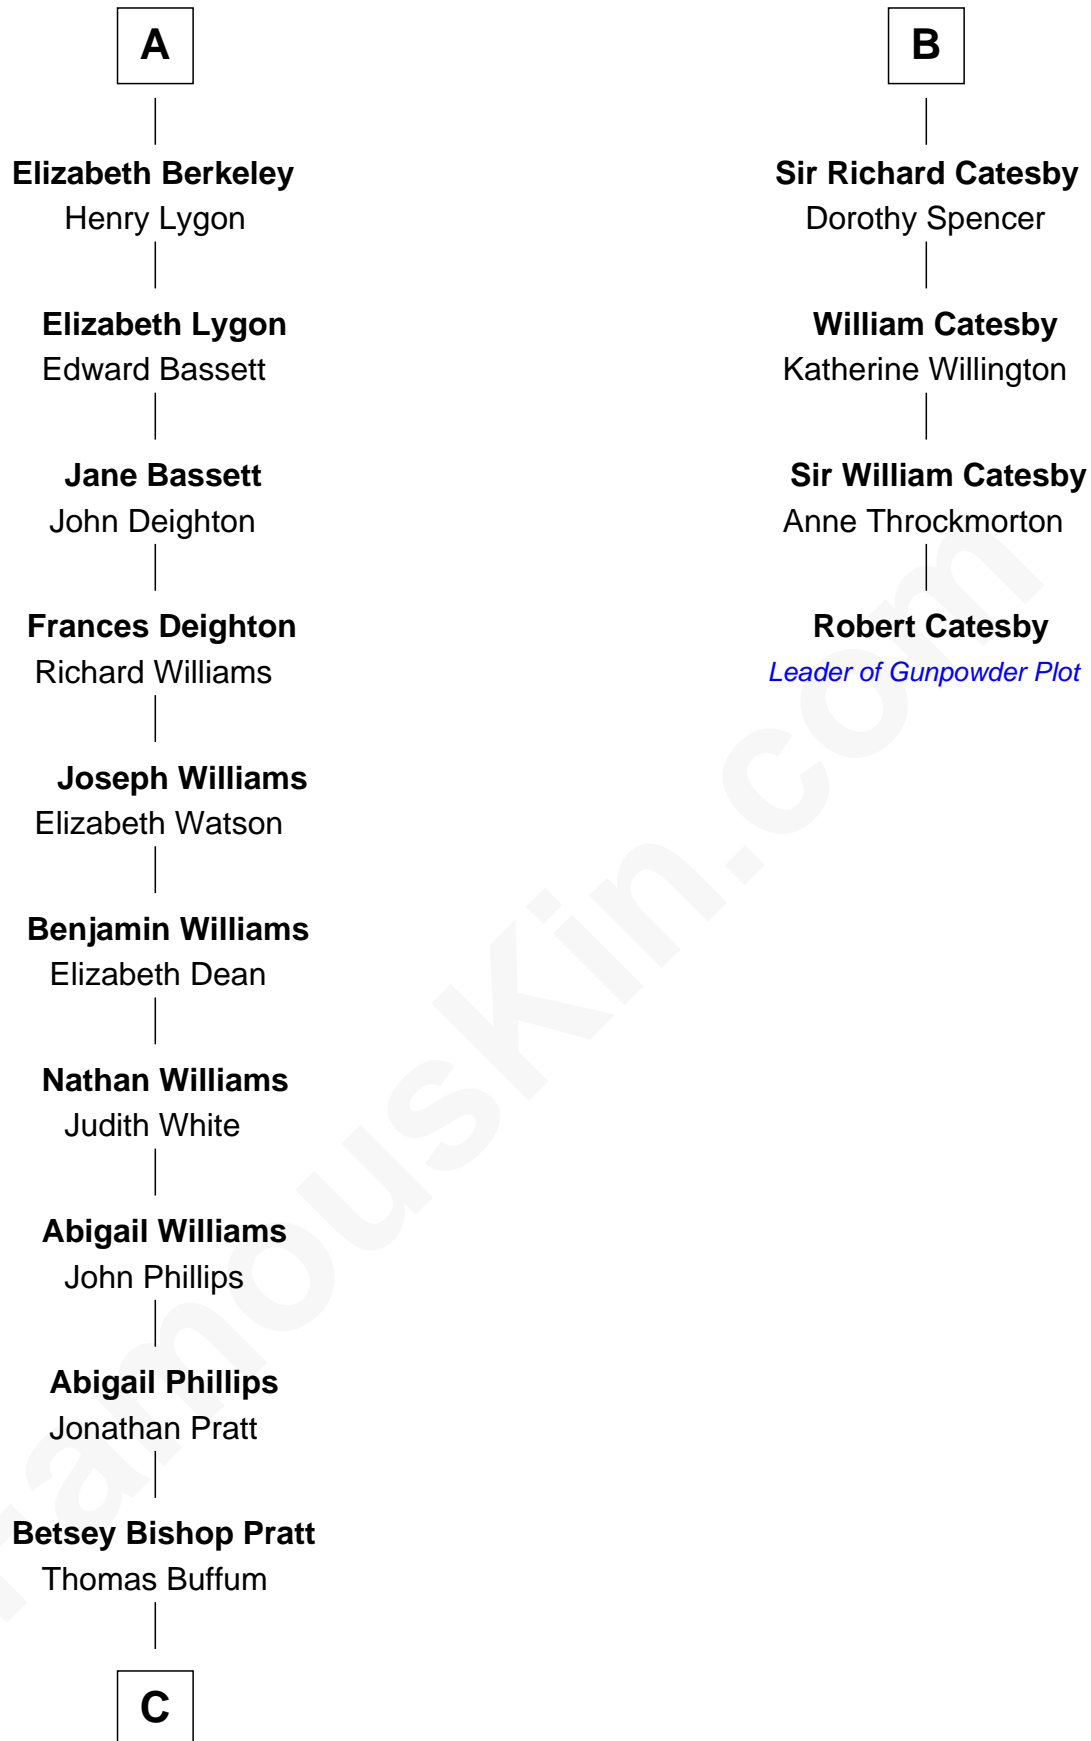 A
Elizabeth Berkeley
Henry Lygon
Elizabeth Lygon
Edward Bassett
Jane Bassett
John Deighton
Frances Deighton
Richard Williams
Joseph Williams
Elizabeth Watson
Benjamin Williams
Elizabeth Dean
Nathan Williams
Judith White
Abigail Williams
John Phillips
Abigail Phillips
Jonathan Pratt
Betsey Bishop Pratt
Thomas Buffum
C
B
Sir Richard Catesby
Dorothy Spencer
William Catesby
Katherine Willington
Sir William Catesby
Anne Throckmorton
Robert Catesby
Leader of Gunpowder Plot
FamousKin.com